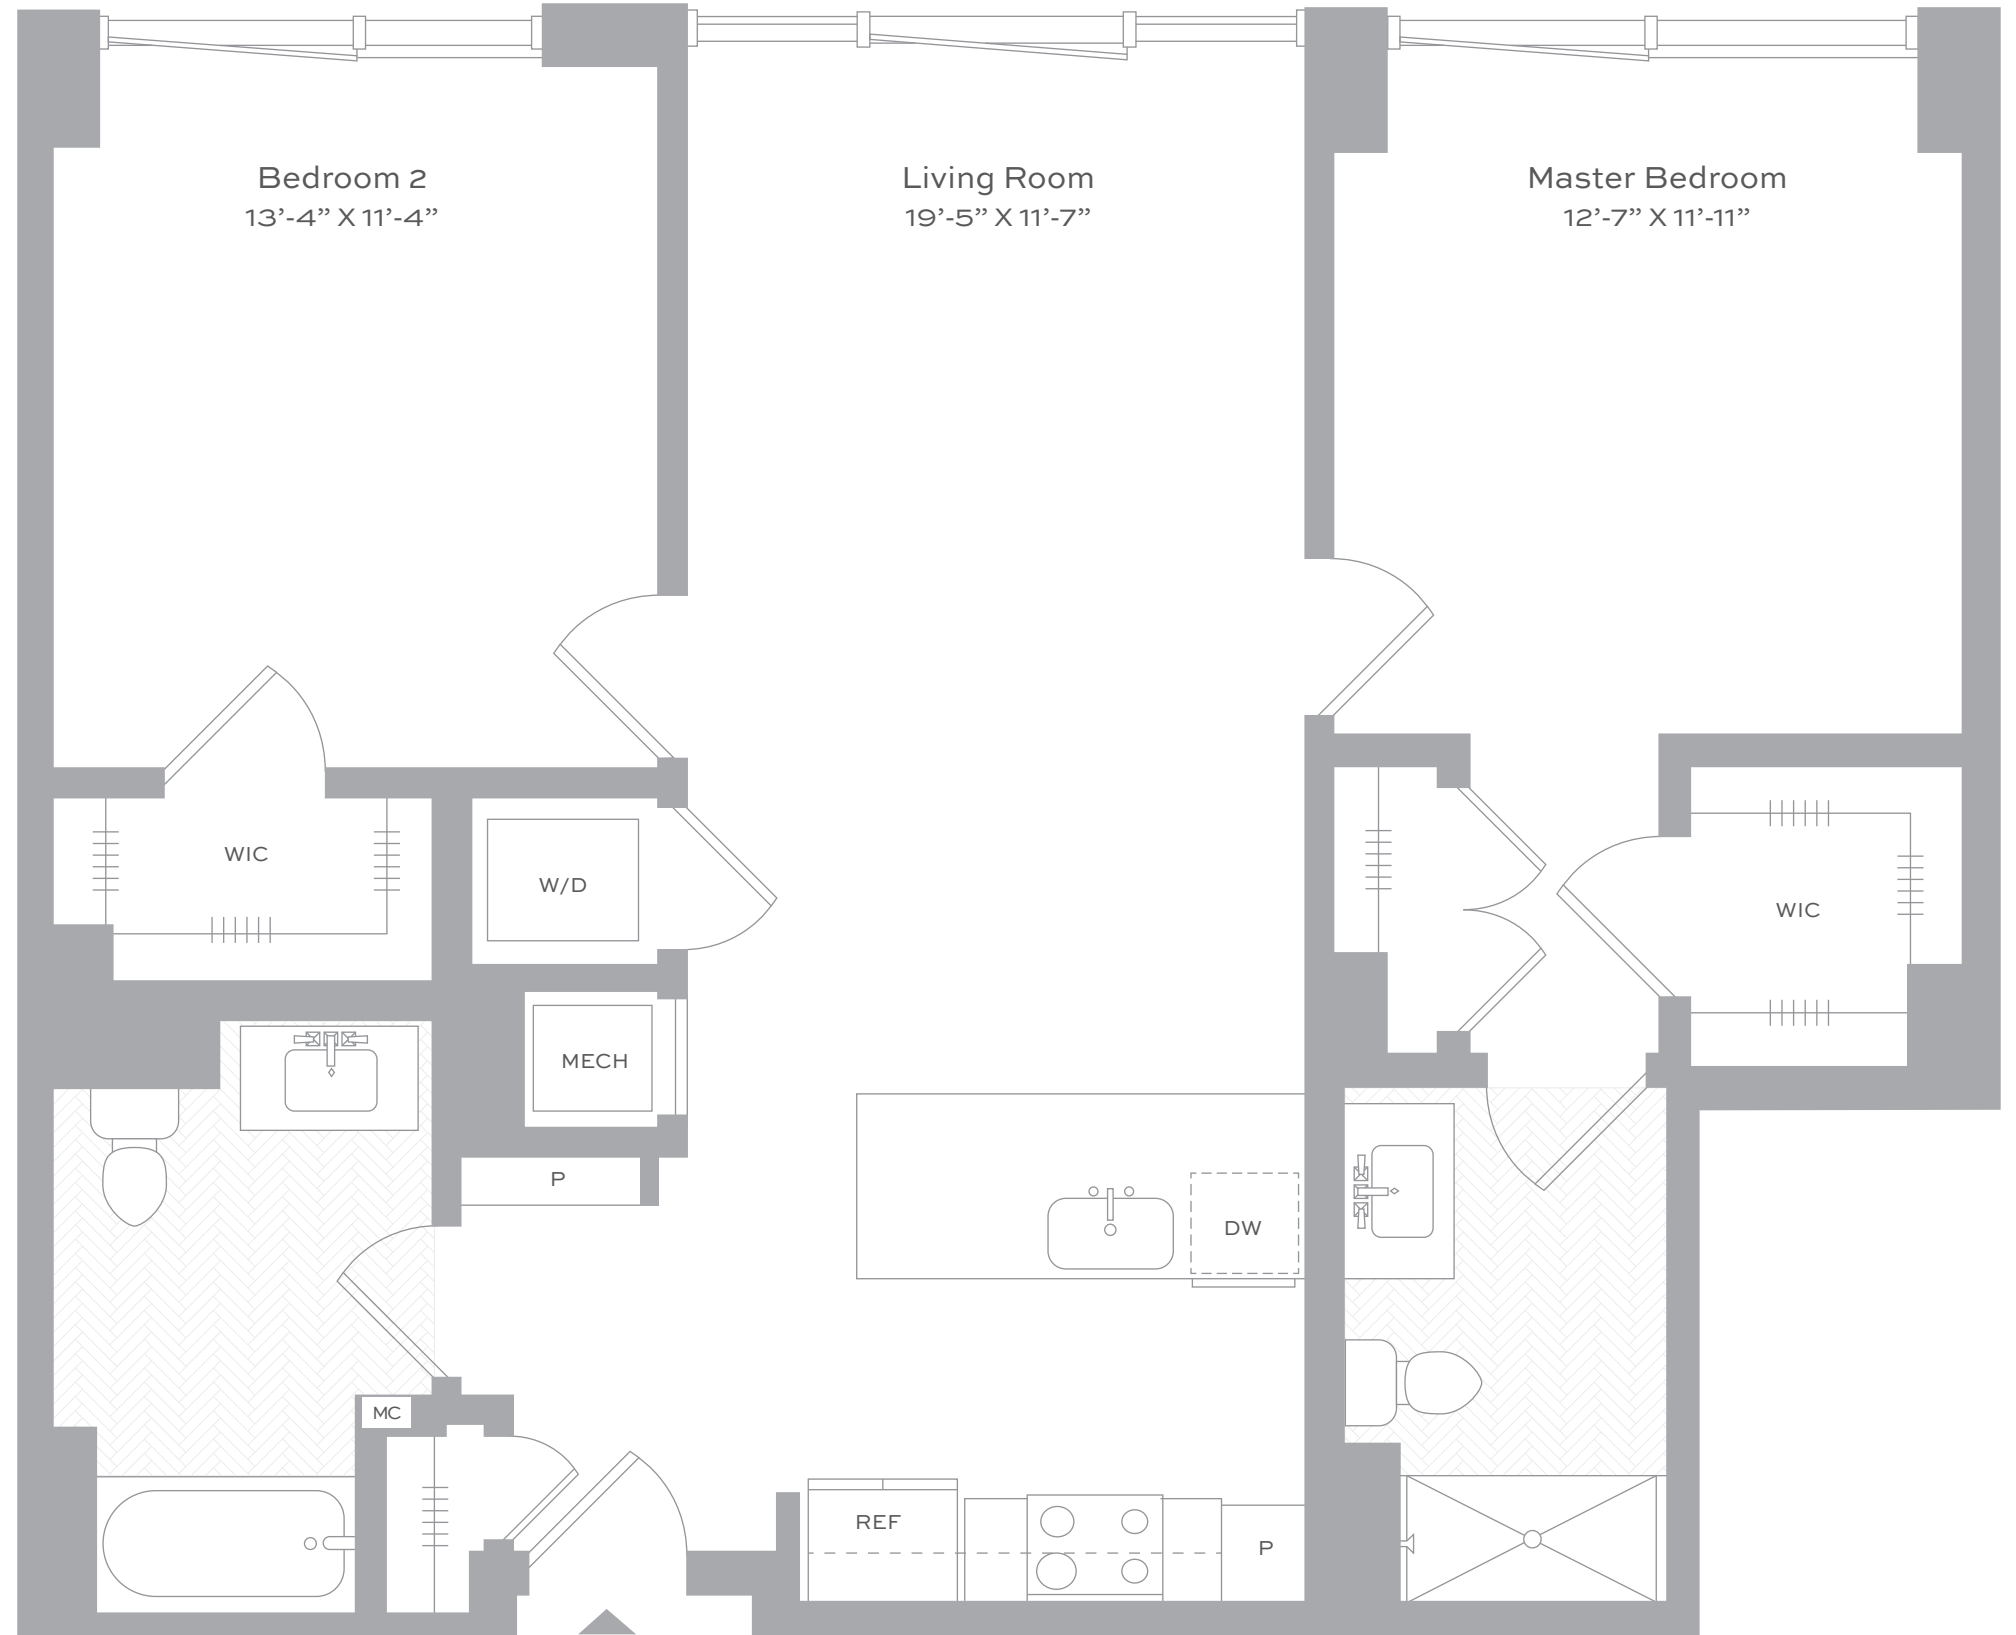 Bedroom 2
13’-4” X 11’-4”
Living Room
19’-5” X 11’-7”
Master Bedroom
12’-7” X 11’-11”
WIC
W/D
WIC
MECH
P
DW
MC
REF
P